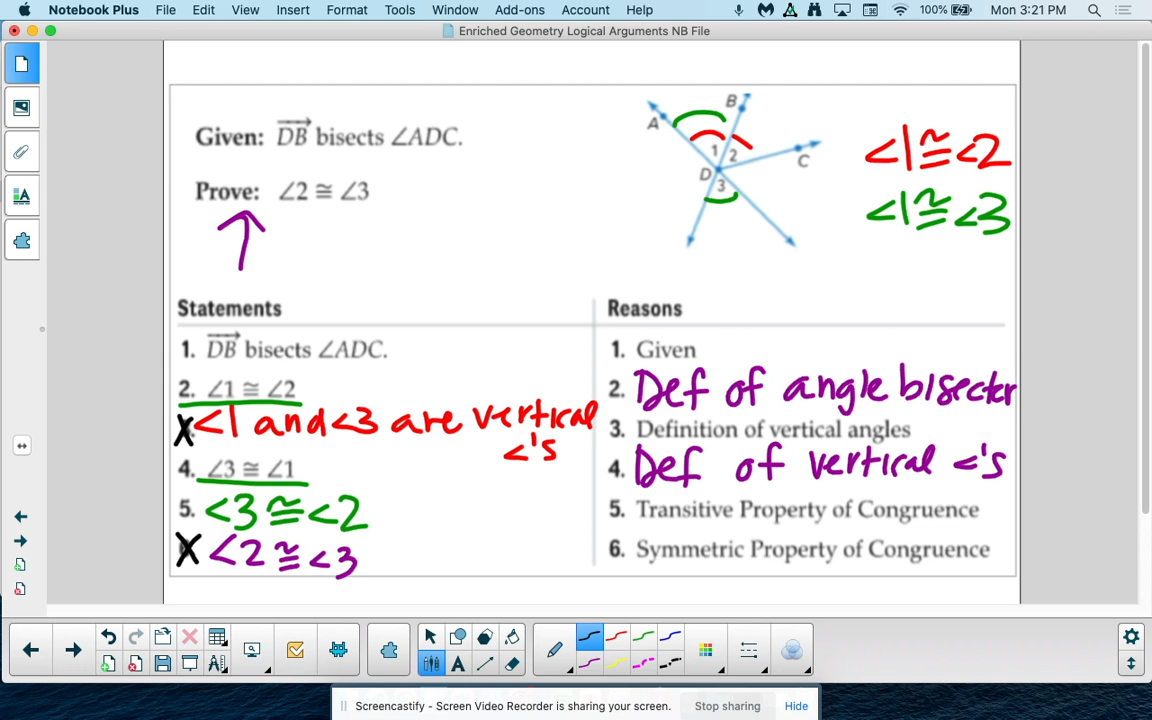 Notebook Plus File Edit View Insert Format Tools Window Add-ons Account Help 100% Mon 3:21 PM
Enriched Geometry Logical Arguments NB File
Given: DB bisects ∠ADC.
Prove: ∠2 ≅ ∠3
A
B
C
D
1
2
3
<1≅<2
<1≅<3
Statements Reasons
1. DB bisects ∠ADC. 1. Given
2. ∠1 ≅ ∠2 2. Def of angle bisecter
X <1 and <3 are vertical 3. Definition of vertical angles
<'s
4. ∠3 ≅ ∠1 4. Def of vertical <'s
5. <3≅<2 5. Transitive Property of Congruence
X <2≅<3 6. Symmetric Property of Congruence
A
Screencastify - Screen Video Recorder is sharing your screen. Stop sharing Hide